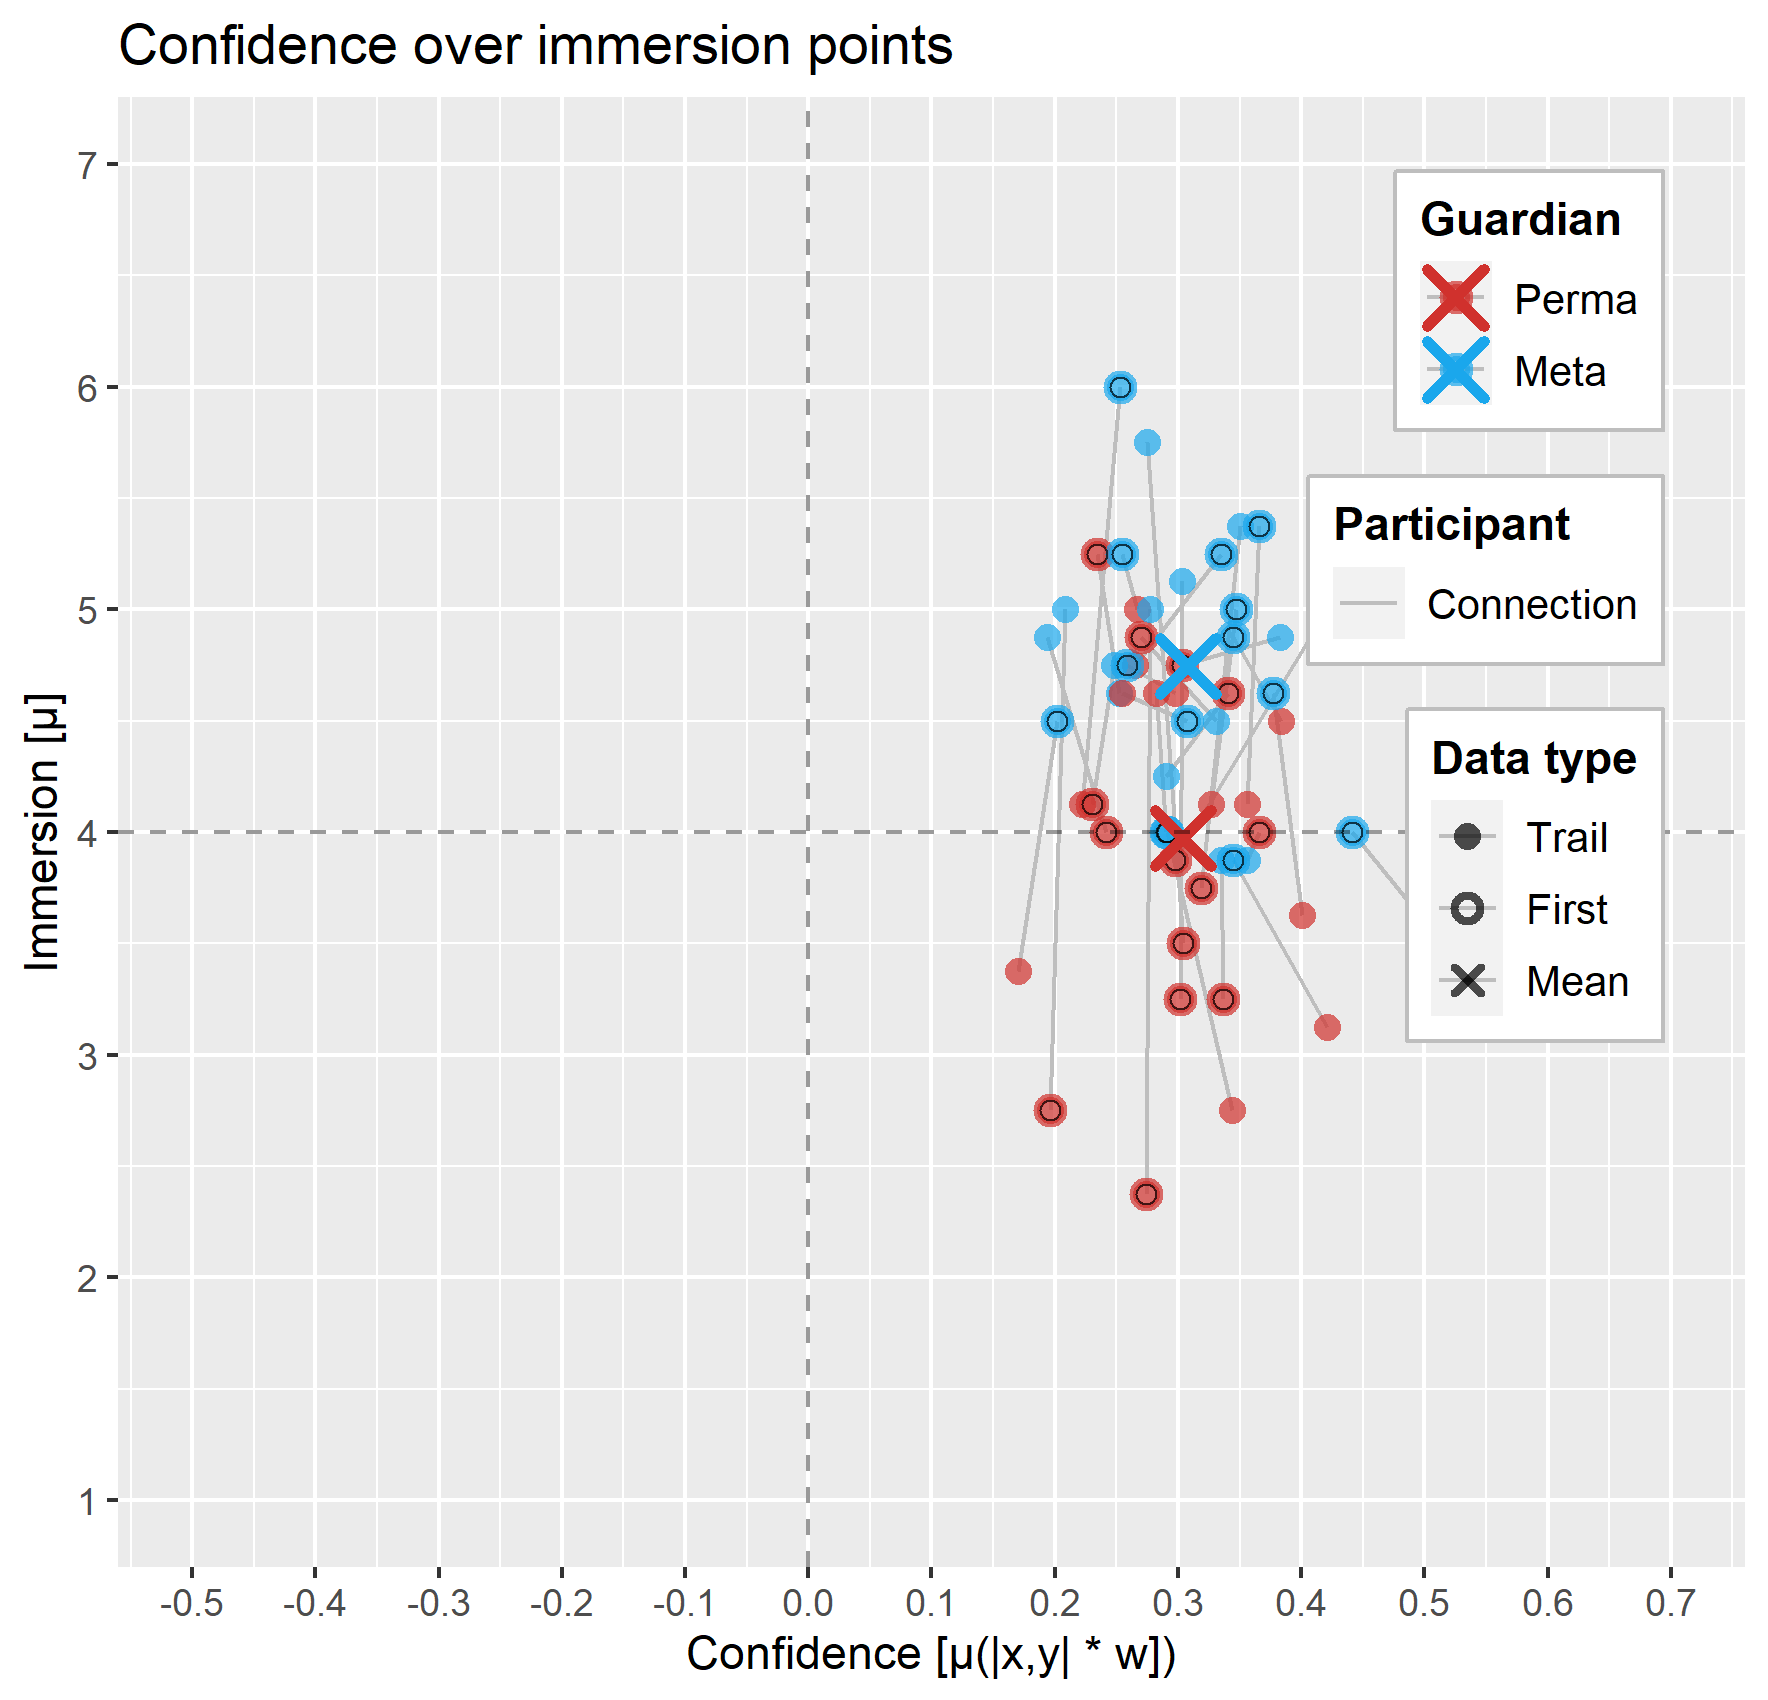 Confidence over immersion points
7
6
5
4
3
2
1
Immersion [µ]
-0.5 -0.4 -0.3 -0.2 -0.1 0.0 0.1 0.2 0.3 0.4 0.5 0.6 0.7
Confidence [µ(|x,y| * w])
Guardian
Perma
Meta
Participant
Connection
Data type
Trail
First
Mean